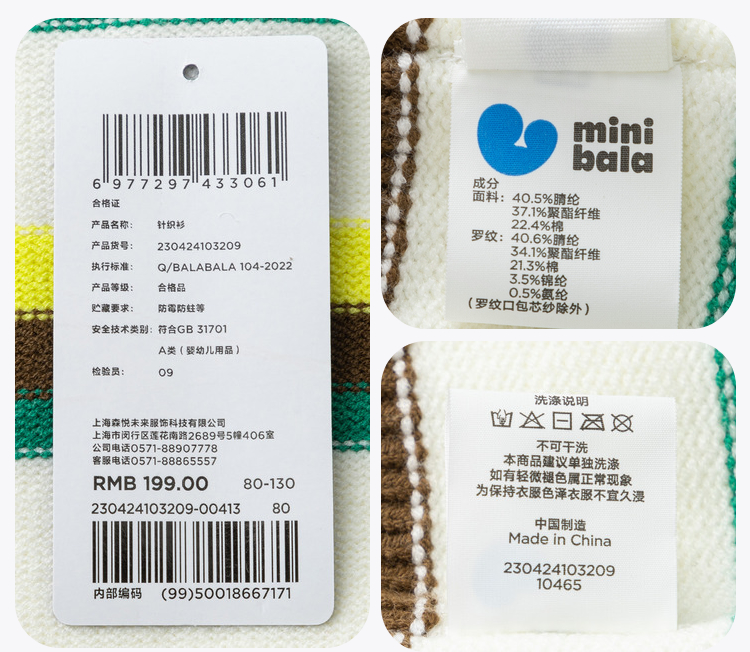 6 977297 433061
合格证
产品名称： 针织衫
产品货号： 230424103209
执行标准： Q/BALABALA 104-2022
产品等级： 合格品
贮藏要求： 防霉防蛀等
安全技术类别：符合GB 31701
A类（婴幼儿用品）
检验员： 09
上海森悦未来服饰科技有限公司
上海市闵行区莲花南路2689号5幢406室
公司电话0571-88907778
客服电话0571-88865557
RMB 199.00 80-130
230424103209-00413 80
内部编码 (99)50018667171
mini
bala
成分
面料：40.5%腈纶
37.1%聚酯纤维
22.4%棉
罗纹：40.6%腈纶
34.1%聚酯纤维
21.3%棉
3.5%锦纶
0.5%氨纶
（罗纹口包芯纱除外）
洗涤说明
不可干洗
本商品建议单独洗涤
如有轻微褪色属正常现象
为保持衣服色泽衣服不宜久浸
中国制造
Made in China
230424103209
10465